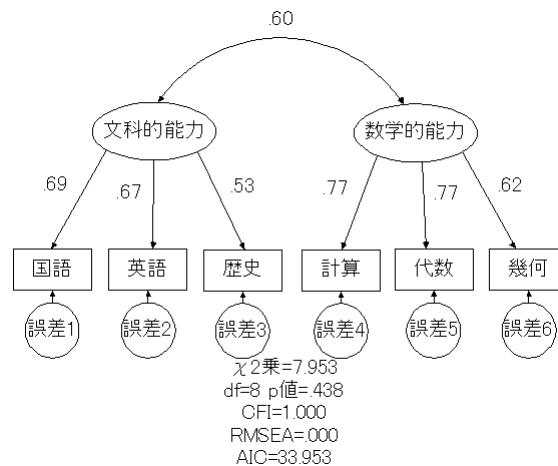 .60
文科的能力 数学的能力
.69 .67 .53 .77 .77 .62
国語 英語 歴史 計算 代数 幾何
誤差1 誤差2 誤差3 誤差4 誤差5 誤差6
χ2乗=7.953
df=8 p値=.438
CFI=1.000
RMSEA=.000
AIC=33.953